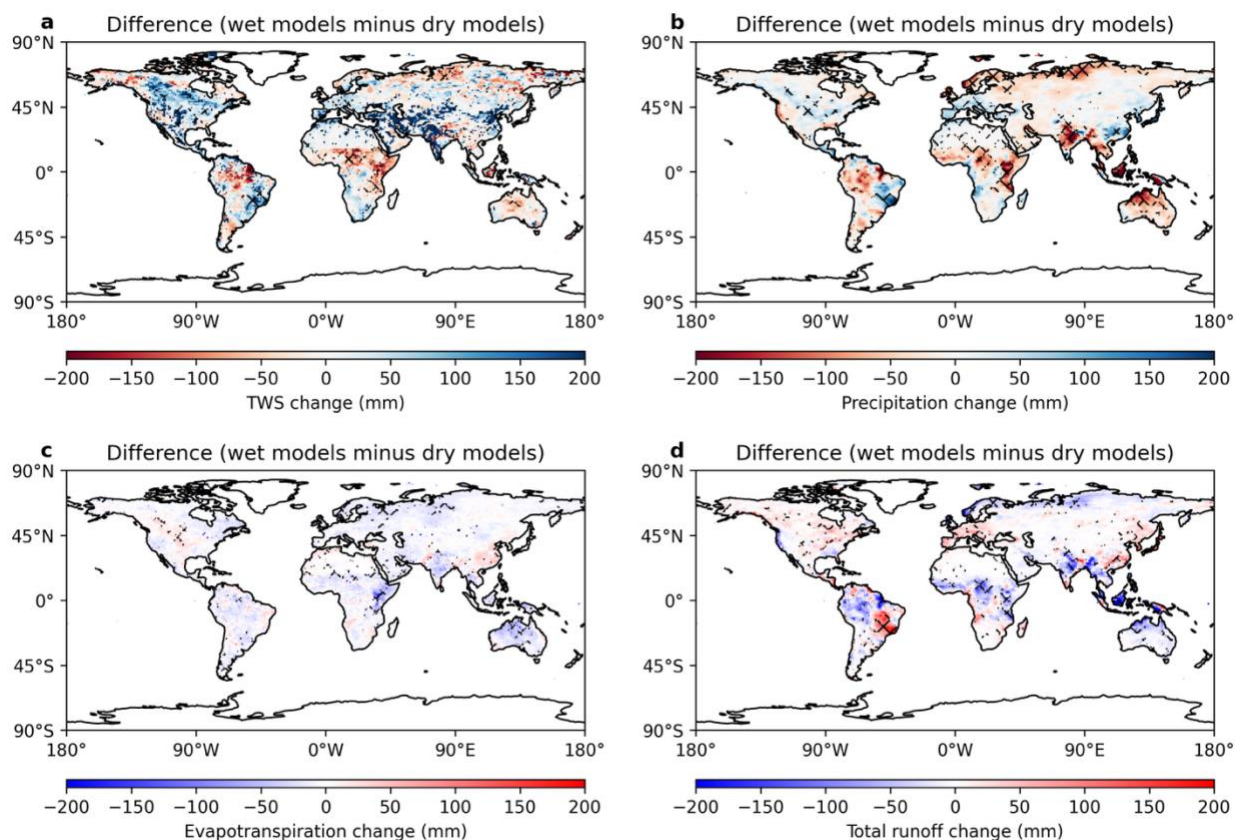 a Difference (wet models minus dry models)
90°N
45°N
0°
45°S
90°S
180° 90°W 0°W 90°E 180°
−200 −150 −100 −50 0 50 100 150 200
TWS change (mm)
b Difference (wet models minus dry models)
90°N
45°N
0°
45°S
90°S
180° 90°W 0°W 90°E 180°
−200 −150 −100 −50 0 50 100 150 200
Precipitation change (mm)
c Difference (wet models minus dry models)
90°N
45°N
0°
45°S
90°S
180° 90°W 0°W 90°E 180°
−200 −150 −100 −50 0 50 100 150 200
Evapotranspiration change (mm)
d Difference (wet models minus dry models)
90°N
45°N
0°
45°S
90°S
180° 90°W 0°W 90°E 180°
−200 −150 −100 −50 0 50 100 150 200
Total runoff change (mm)